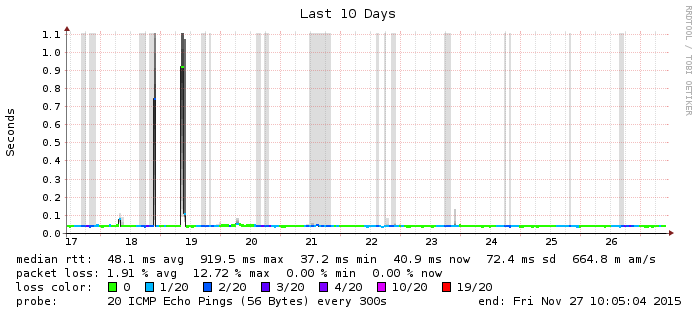 Last 10 Days
RRDTOOL / TOBI OETIKER
Seconds
1.1
1.0
0.9
0.8
0.7
0.6
0.5
0.4
0.3
0.2
0.1
0.0
17 18 19 20 21 22 23 24 25 26
median rtt: 48.1 ms avg 919.5 ms max 37.2 ms min 40.9 ms now 72.4 ms sd 664.8 m am/s
packet loss: 1.91 % avg 12.72 % max 0.00 % min 0.00 % now
loss color: 0 1/20 2/20 3/20 4/20 10/20 19/20
probe: 20 ICMP Echo Pings (56 Bytes) every 300s end: Fri Nov 27 10:05:04 2015